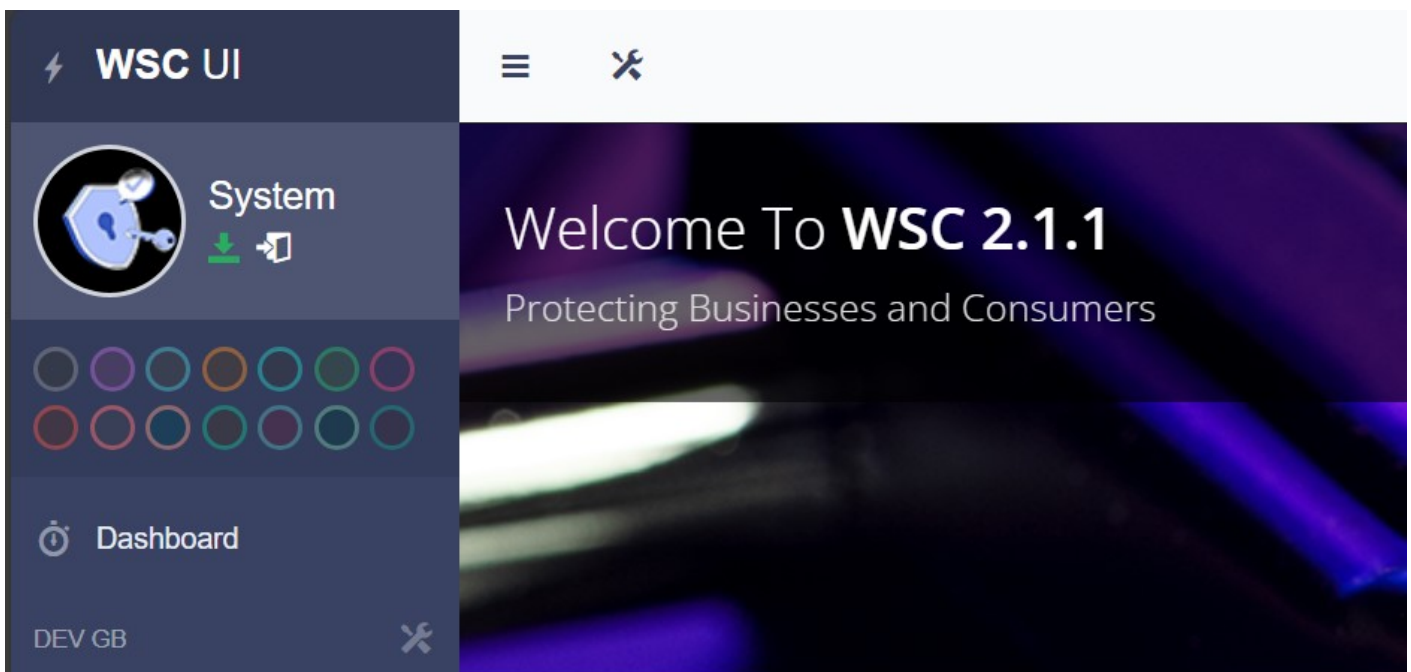 WSC UI
System
Welcome To WSC 2.1.1
Protecting Businesses and Consumers
Dashboard
DEV GB